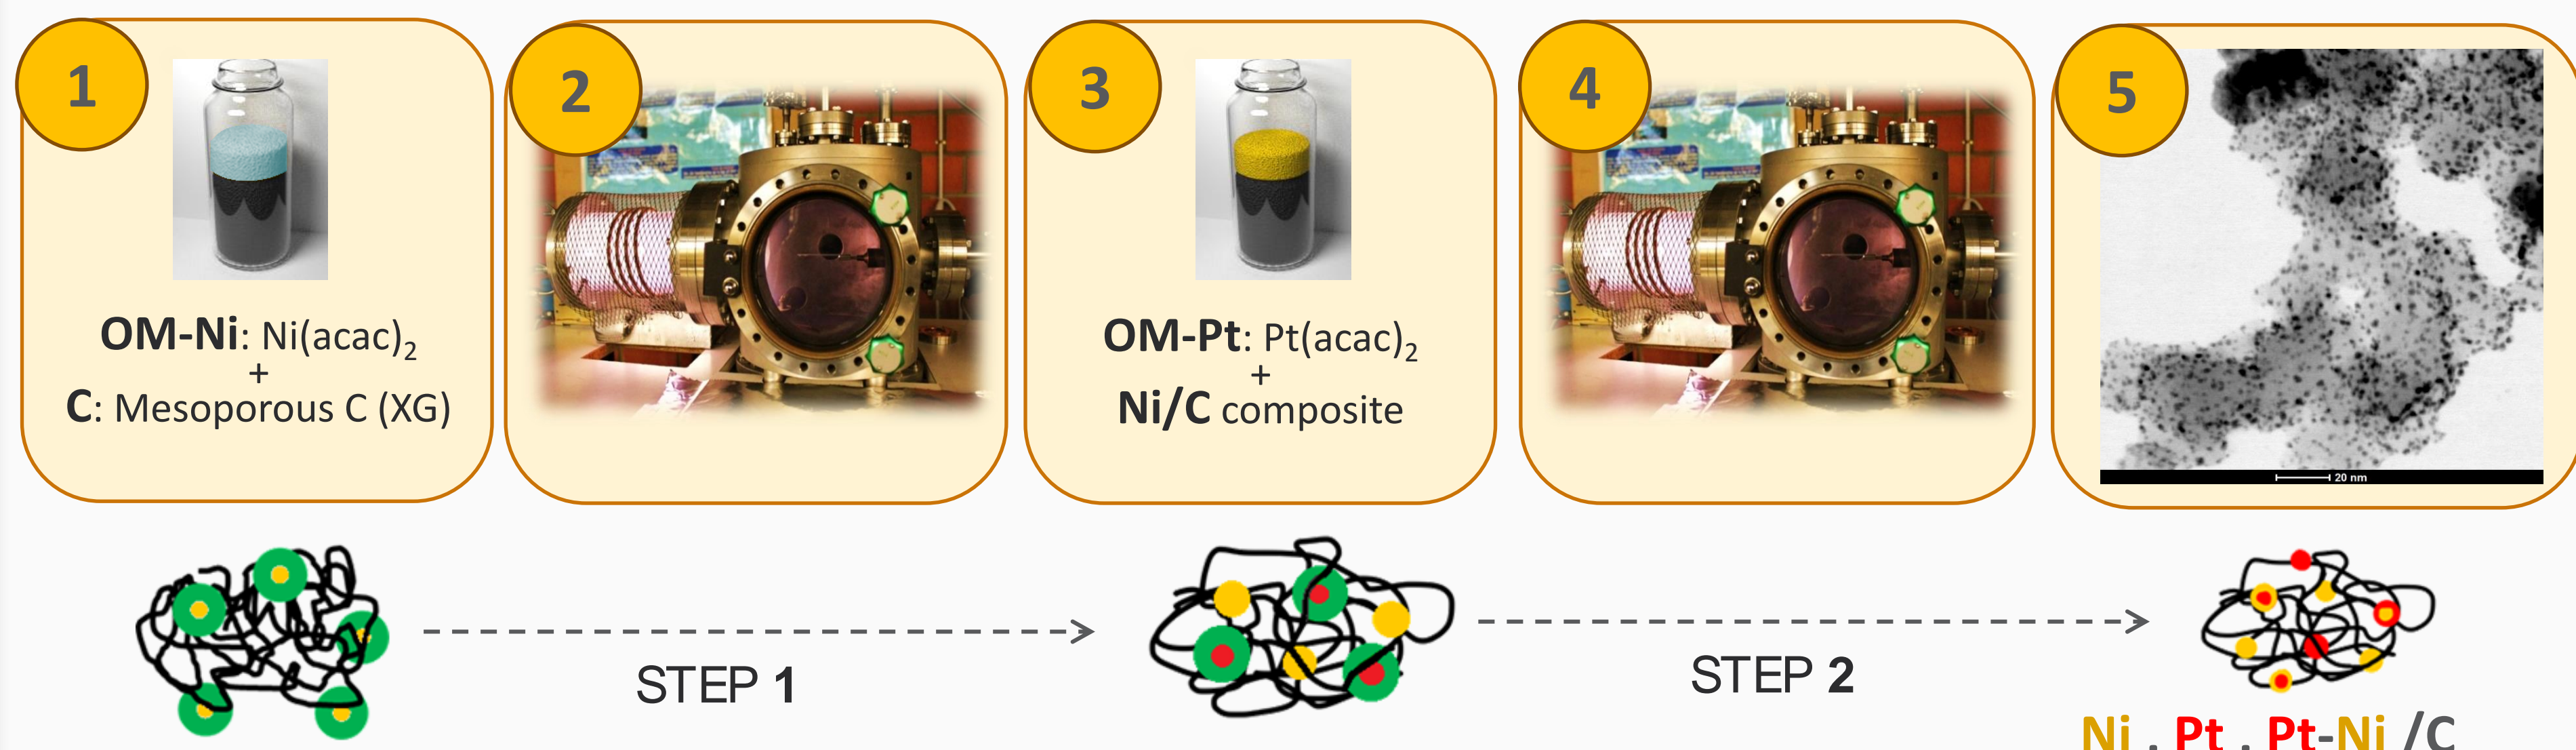 1
OM-Ni: Ni(acac)₂
+
C: Mesoporous C (XG)
2
3
OM-Pt: Pt(acac)₂
+
Ni/C composite
4
5
20 nm
STEP 1
STEP 2
Ni , Pt , Pt-Ni /C